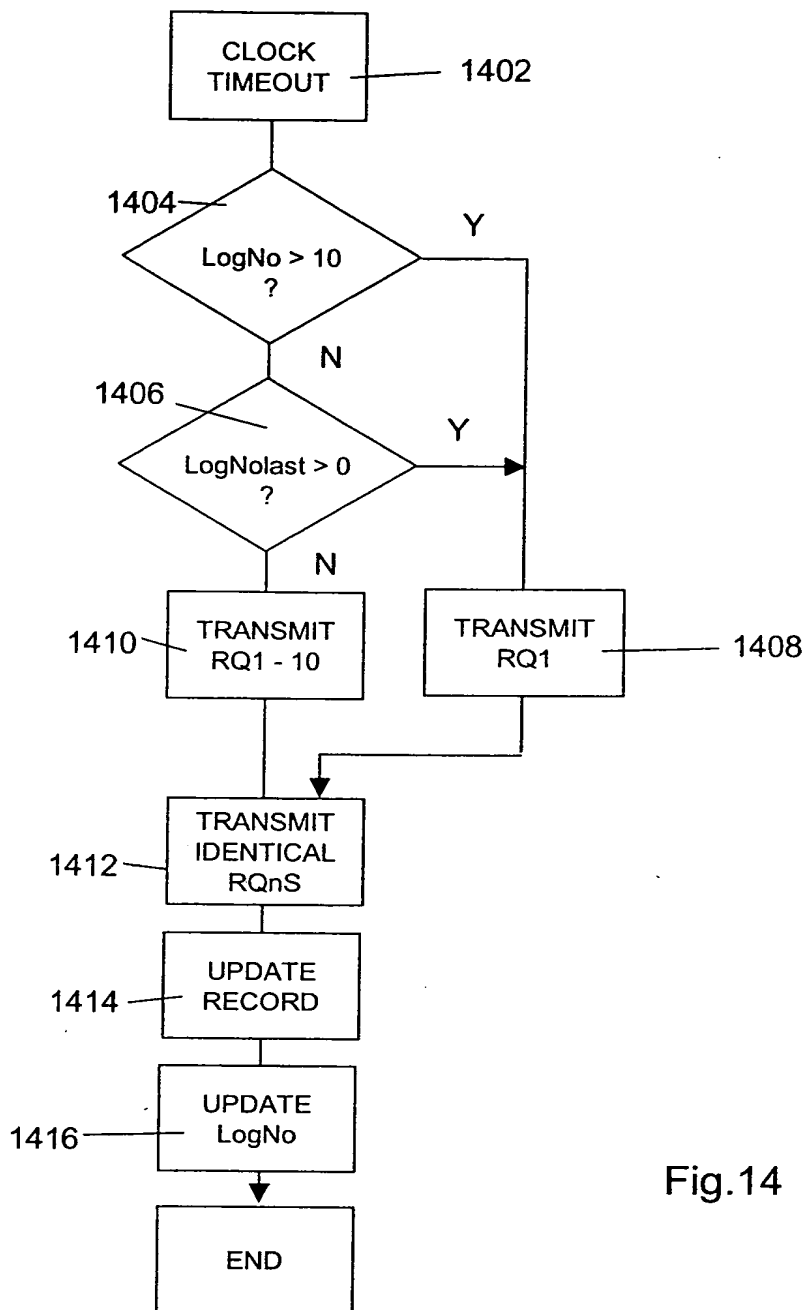 CLOCK
TIMEOUT
1402
1404
LogNo > 10
?
Y
N
1406
LogNolast > 0
?
Y
N
1410
TRANSMIT
RQ1 - 10
TRANSMIT
RQ1
1408
TRANSMIT
IDENTICAL
RQnS
1412
UPDATE
RECORD
1414
UPDATE
LogNo
1416
END
Fig.14